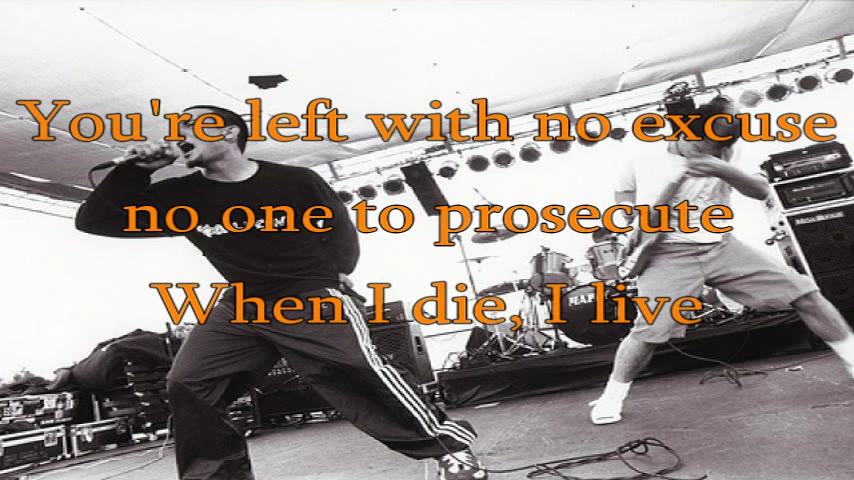 You're left with no excuse
no one to prosecute
When I die, I live